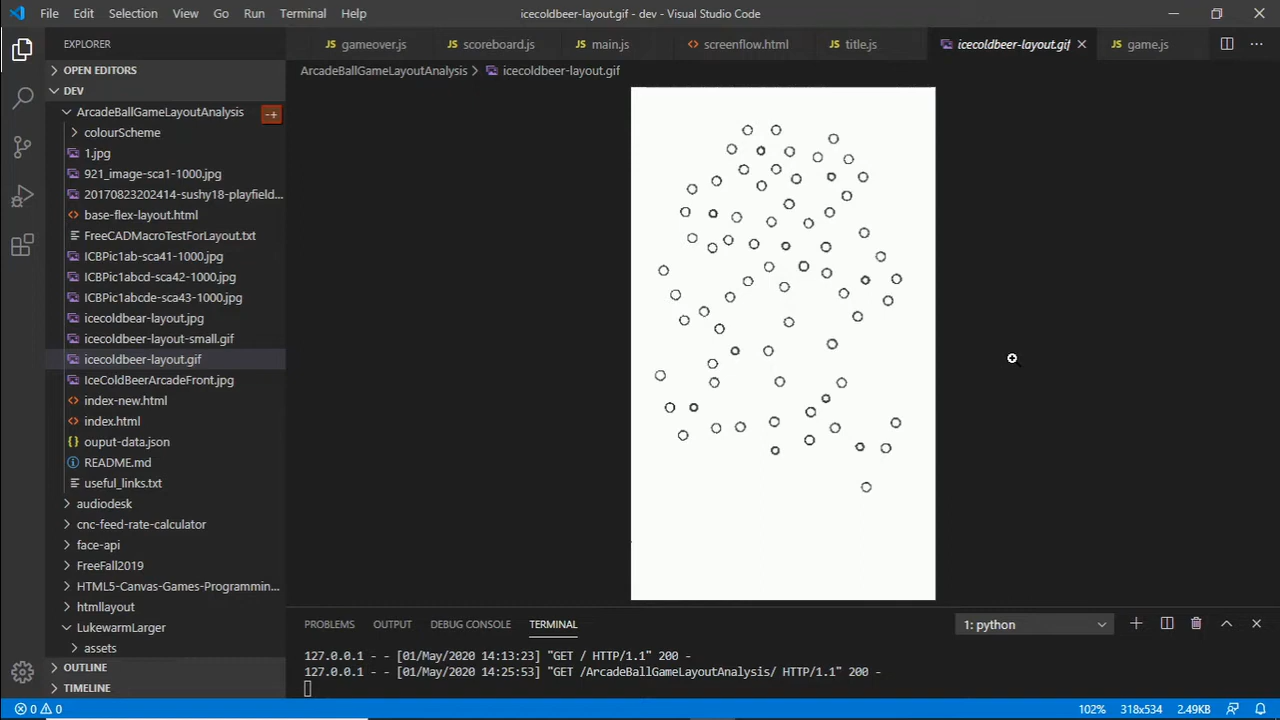 File Edit Selection View Go Run Terminal Help
icecoldbeer-layout.gif - dev - Visual Studio Code
EXPLORER
gameover.js
scoreboard.js
main.js
screenflow.html
title.js
icecoldbeer-layout.gif
game.js
OPEN EDITORS
ArcadeBallGameLayoutAnalysis > icecoldbeer-layout.gif
DEV
ArcadeBallGameLayoutAnalysis
colourScheme
1.jpg
921_image-sca1-1000.jpg
20170823202414-sushy18-playfield...
base-flex-layout.html
FreeCADMacroTestForLayout.txt
ICBPic1ab-sca41-1000.jpg
ICBPic1abcd-sca42-1000.jpg
ICBPic1abcde-sca43-1000.jpg
icecoldbear-layout.jpg
icecoldbeer-layout-small.gif
icecoldbeer-layout.gif
IceColdBeerArcadeFront.jpg
index-new.html
index.html
ouput-data.json
README.md
useful_links.txt
audiodesk
cnc-feed-rate-calculator
face-api
FreeFall2019
HTML5-Canvas-Games-Programmin...
htmllayout
LukewarmLarger
assets
OUTLINE
TIMELINE
PROBLEMS OUTPUT DEBUG CONSOLE TERMINAL
1: python
127.0.0.1 - - [01/May/2020 14:13:23] "GET / HTTP/1.1" 200 -
127.0.0.1 - - [01/May/2020 14:25:53] "GET /ArcadeBallGameLayoutAnalysis/ HTTP/1.1" 200 -
0 0
102% 318x534 2.49KB